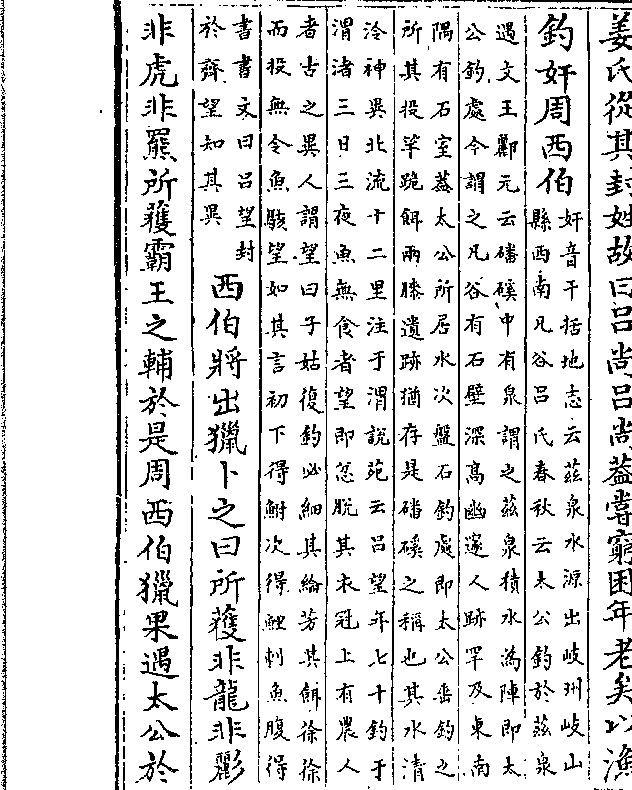 姜氏從其封姓故曰呂尚呂尚蓋嘗窮困年老矣以漁
釣奸周西伯
奸音干括地志云茲泉水源出岐州岐山
縣西南凡谷呂氏春秋云太公釣於茲泉
遇文王酈元云磻磎中有泉謂之茲泉積水為陣即太
公釣處今謂之凡谷有石壁深高幽邃人跡罕及東南
隅有石室蓋太公所居水次盤石釣處即太公垂釣之
所其投竿跪餌兩膝遺跡猶存是磻磎之稱也其水清
泠神異北流十二里注于渭說苑云呂望年七十釣于
渭渚三日三夜魚無食者望即忿脫其衣冠上有農人
者古之異人謂望曰子姑復釣必細其綸芳其餌徐徐
而投無令魚駭望如其言初下得鮒次得鯉刺魚腹得
書書文曰呂望封
於齊望知其異
西伯將出獵卜之曰所獲非龍非彨
非虎非羆所獲霸王之輔於是周西伯獵果遇太公於